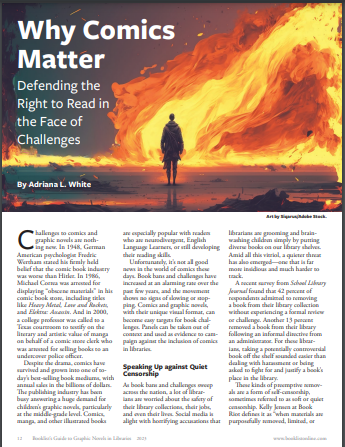 Why Comics
Matter
Defending the
Right to Read in
the Face of
Challenges
By Adriana L. White
Art by Siqarus/Adobe Stock.
Challenges to comics and
graphic novels are noth-
ing new. In 1948, German
American psychologist Fredric
Wertham stated his firmly held
belief that the comic book industry
was worse than Hitler. In 1986,
Michael Correa was arrested for
displaying “obscene materials” in his
comic book store, including titles
like Heavy Metal, Love and Rockets,
and Elektra: Assassin. And in 2000,
a college professor was called to a
Texas courtroom to testify on the
literary and artistic value of manga
on behalf of a comic store clerk who
was arrested for selling books to an
undercover police officer.
Despite the drama, comics have
survived and grown into one of to-
day’s best-selling book mediums, with
annual sales in the billions of dollars.
The publishing industry has been
busy answering a huge demand for
children’s graphic novels, particularly
at the middle-grade level. Comics,
manga, and other illustrated books
are especially popular with readers
who are neurodivergent, English
Language Learners, or still developing
their reading skills.
Unfortunately, it’s not all good
news in the world of comics these
days. Book bans and challenges have
increased at an alarming rate over the
past few years, and the movement
shows no signs of slowing or stop-
ping. Comics and graphic novels,
with their unique visual format, can
become easy targets for book chal-
lenges. Panels can be taken out of
context and used as evidence to cam-
paign against the inclusion of comics
in libraries.
Speaking Up against Quiet
Censorship
As book bans and challenges sweep
across the nation, a lot of librar-
ians are worried about the safety of
their library collections, their jobs,
and even their lives. Social media is
alight with horrifying accusations that
librarians are grooming and brain-
washing children simply by putting
diverse books on our library shelves.
Amid all this vitriol, a quieter threat
has also emerged—one that is far
more insidious and much harder to
track.
A recent survey from School Library
Journal found that 42 percent of
respondents admitted to removing
a book from their library collection
without experiencing a formal review
or challenge. Another 13 percent
removed a book from their library
following an informal directive from
an administrator. For these librar-
ians, taking a potentially controversial
book off the shelf sounded easier than
dealing with harassment or being
asked to fight for and justify a book’s
place in the library.
These kinds of preemptive remov-
als are a form of self-censorship,
sometimes referred to as soft or quiet
censorship. Kelly Jensen at Book
Riot defines it as “when materials are
purposefully removed, limited, or
12 Booklist’s Guide to Graphic Novels in Libraries 2023
www.booklistonline.com